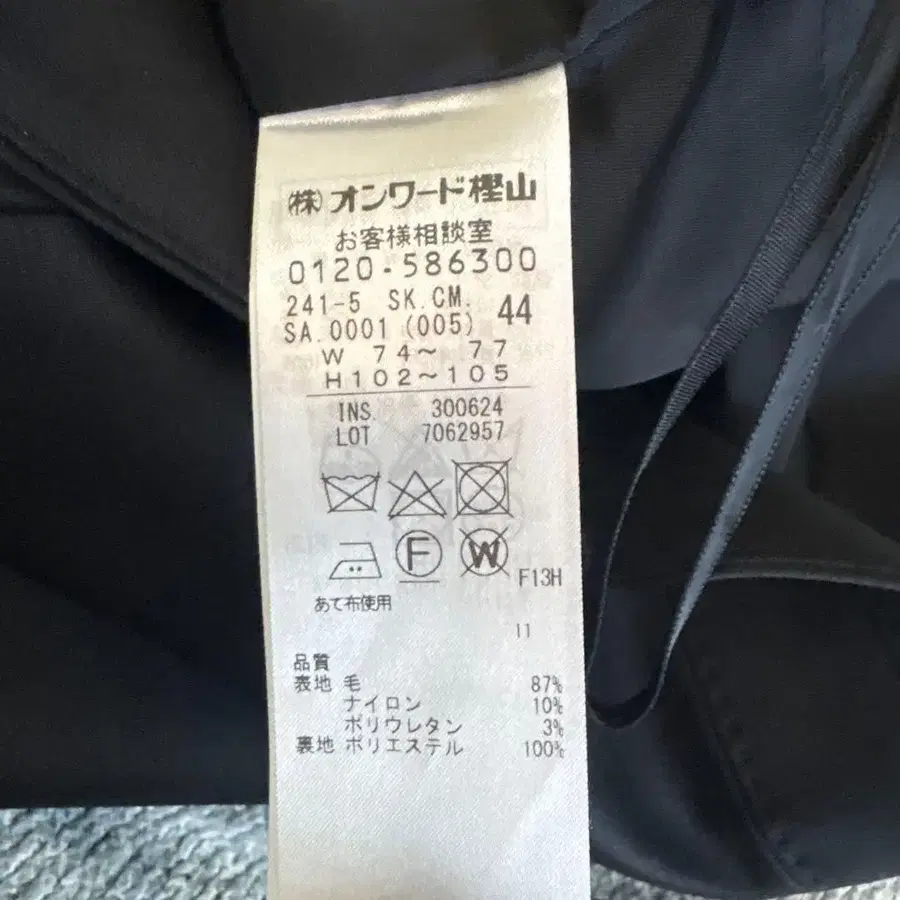 (株)オンワード樫山
お客様相談室
0120-586300
241-5 SK.CM. 44
SA.0001 (005)
W 74〜 77
H102〜105
INS. 300624
LOT 7062957
F W F13H
あて布使用
11
品質
表地 毛 87%
ナイロン 10%
ポリウレタン 3%
裏地 ポリエステル 100%